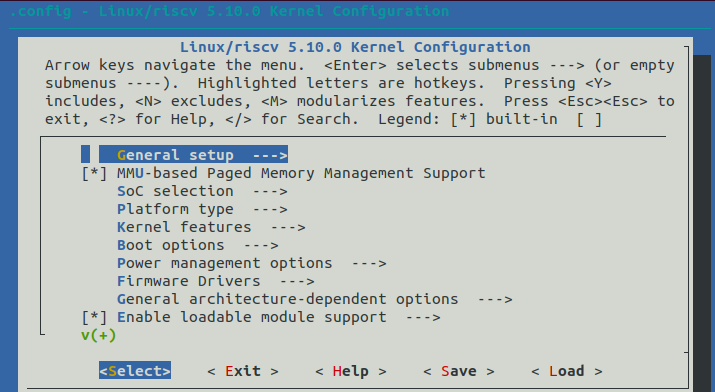 .config - Linux/riscv 5.10.0 Kernel Configuration
Linux/riscv 5.10.0 Kernel Configuration
Arrow keys navigate the menu.  <Enter> selects submenus ---> (or empty
submenus ----).  Highlighted letters are hotkeys.  Pressing <Y>
includes, <N> excludes, <M> modularizes features.  Press <Esc><Esc> to
exit, <?> for Help, </> for Search.  Legend: [*] built-in  [ ]
General setup  --->
[*] MMU-based Paged Memory Management Support
SoC selection  --->
Platform type  --->
Kernel features  --->
Boot options  --->
Power management options  --->
Firmware Drivers  --->
General architecture-dependent options  --->
[*] Enable loadable module support  --->
v(+)
<Select>    < Exit >    < Help >    < Save >    < Load >